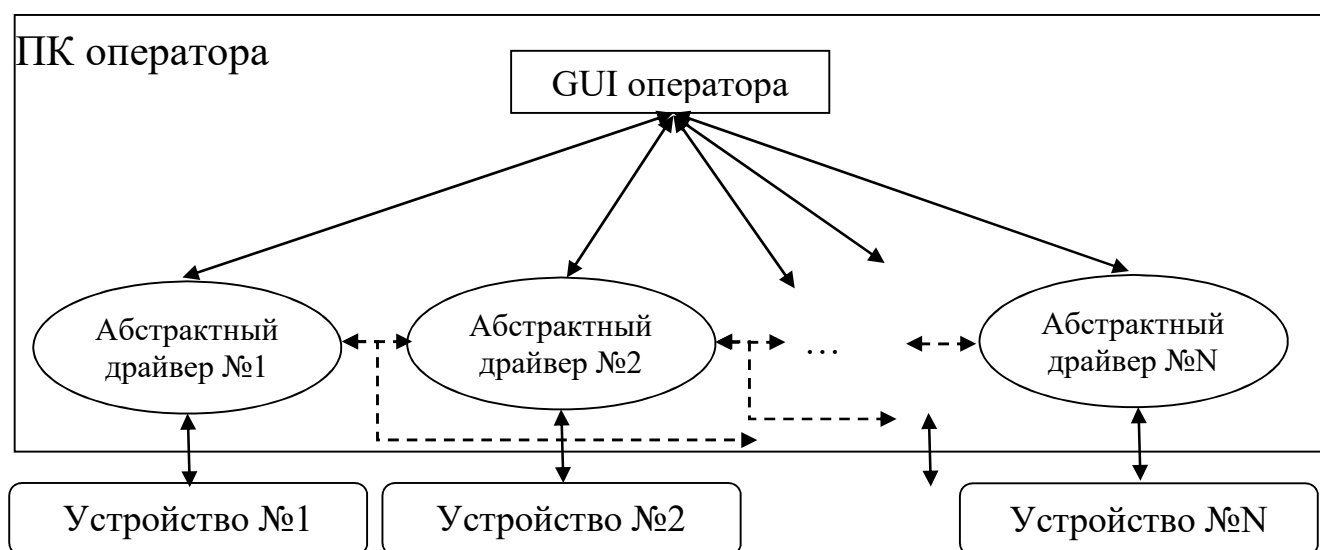 ПК оператора
GUI оператора
Абстрактный
драйвер №1
Абстрактный
драйвер №2
...
Абстрактный
драйвер №N
Устройство №1
Устройство №2
Устройство №N